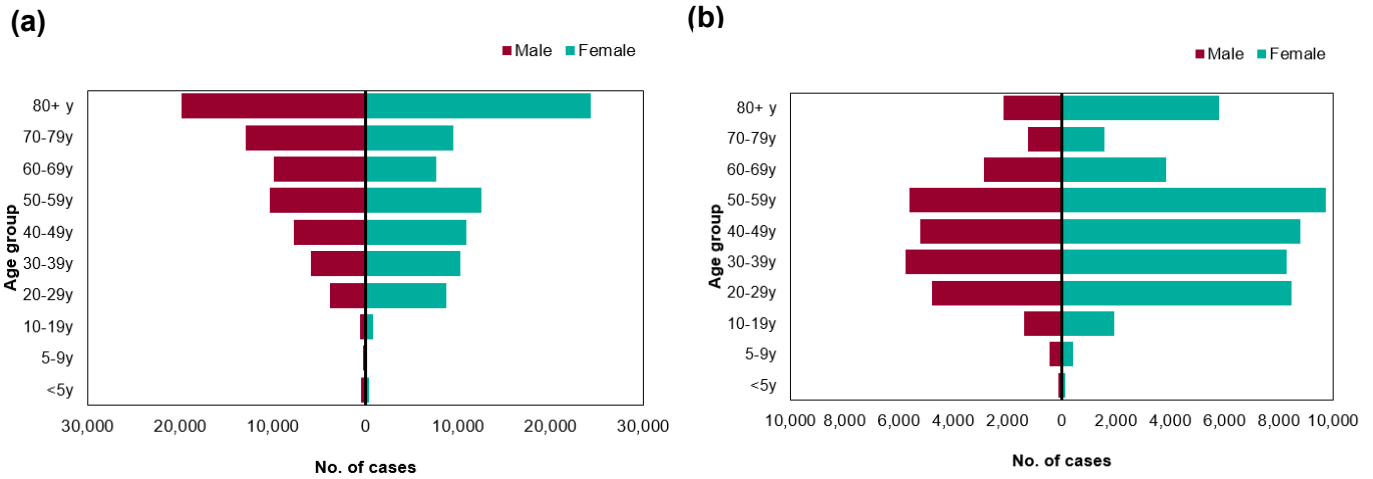 (a)
Male Female
80+ y
70-79y
60-69y
50-59y
40-49y
30-39y
20-29y
10-19y
5-9y
<5y
Age group
30,000 20,000 10,000 0 10,000 20,000 30,000
No. of cases
(b)
Male Female
80+ y
70-79y
60-69y
50-59y
40-49y
30-39y
20-29y
10-19y
5-9y
<5y
Age group
10,000 8,000 6,000 4,000 2,000 0 2,000 4,000 6,000 8,000 10,000
No. of cases